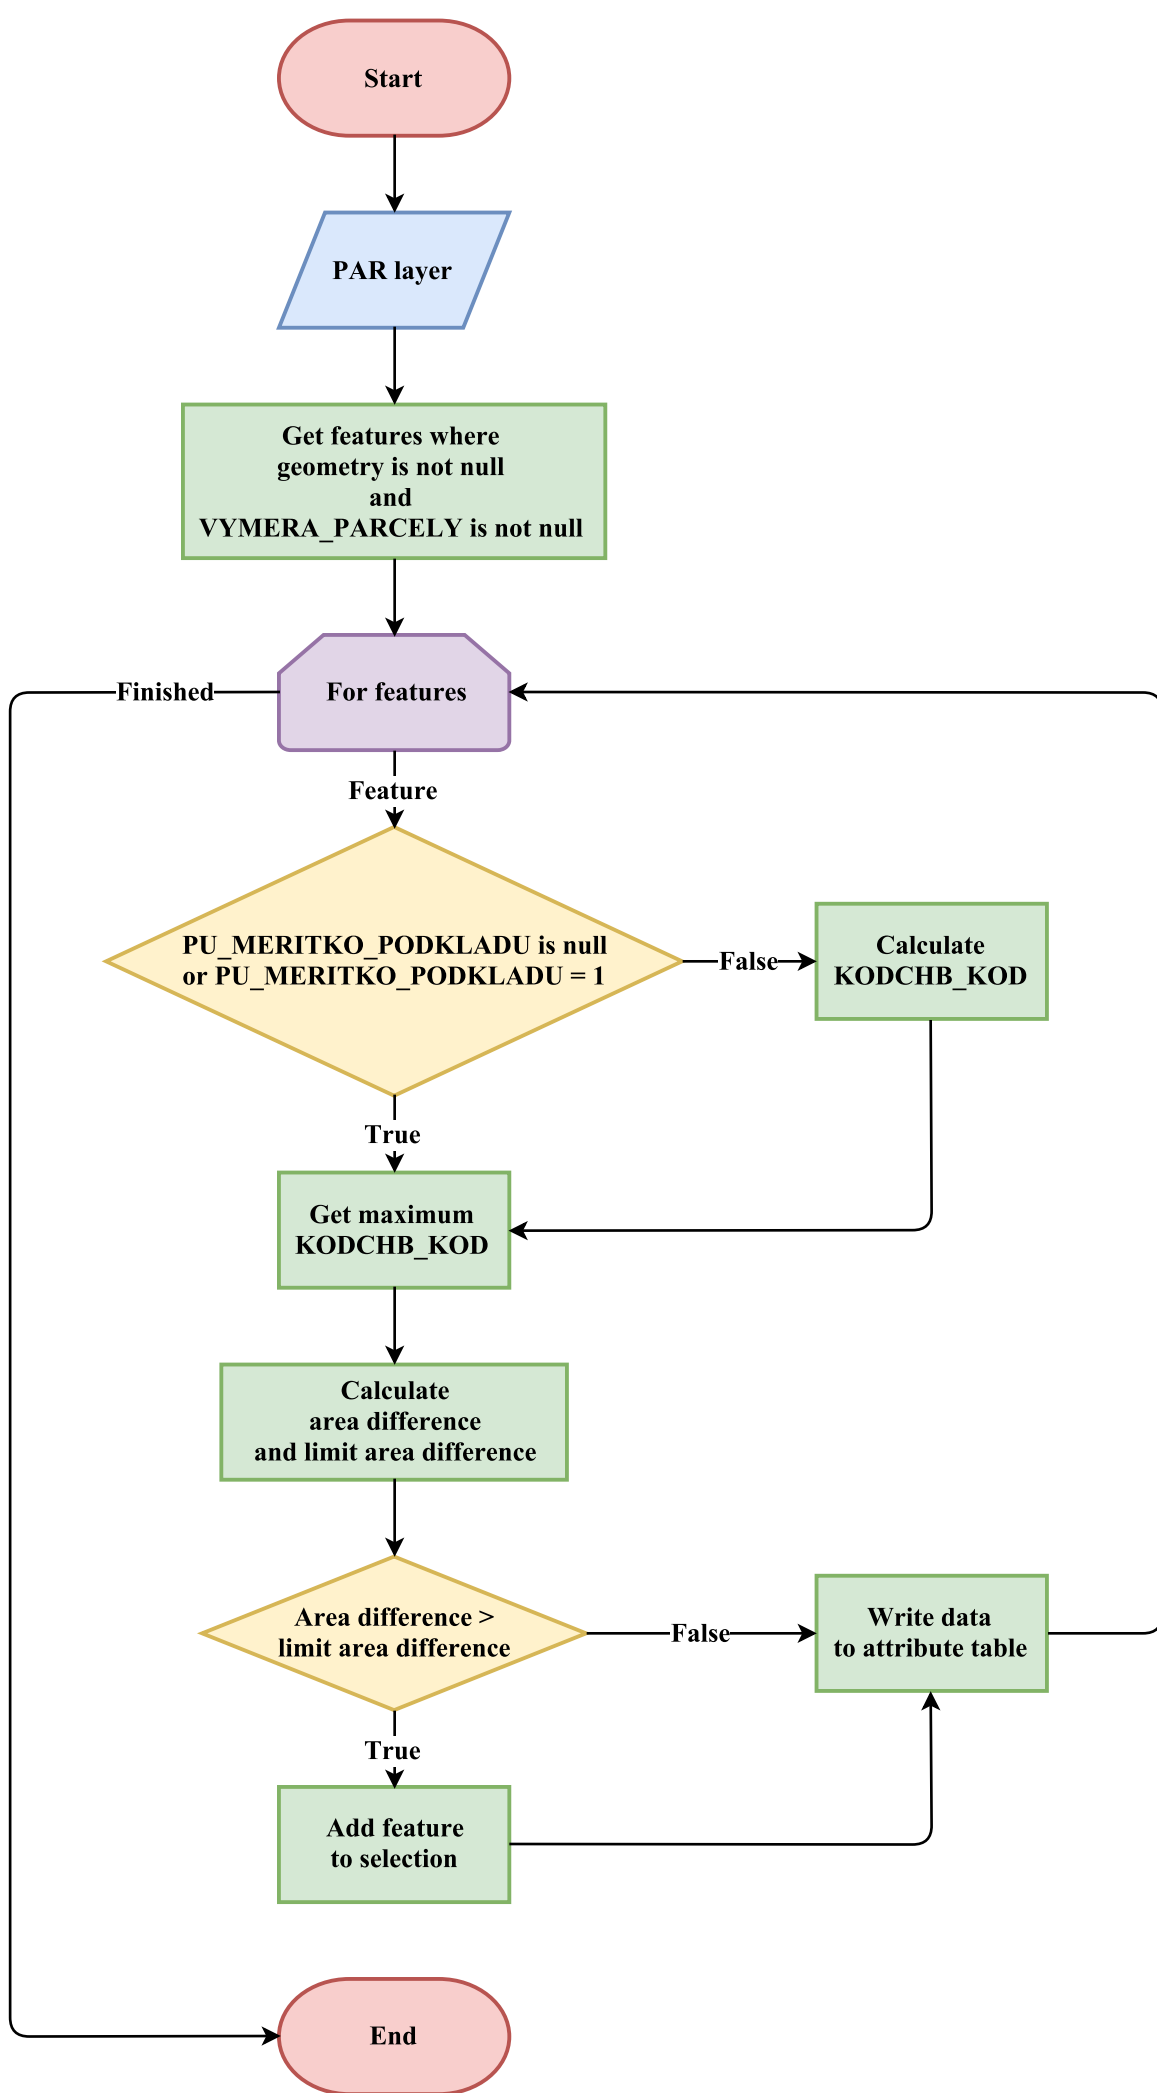 Start
PAR layer
Get features where
geometry is not null
and
VYMERA_PARCELY is not null
Finished
For features
Feature
PU_MERITKO_PODKLADU is null
or PU_MERITKO_PODKLADU = 1
False
Calculate
KODCHB_KOD
True
Get maximum
KODCHB_KOD
Calculate
area difference
and limit area difference
Area difference >
limit area difference
False
Write data
to attribute table
True
Add feature
to selection
End